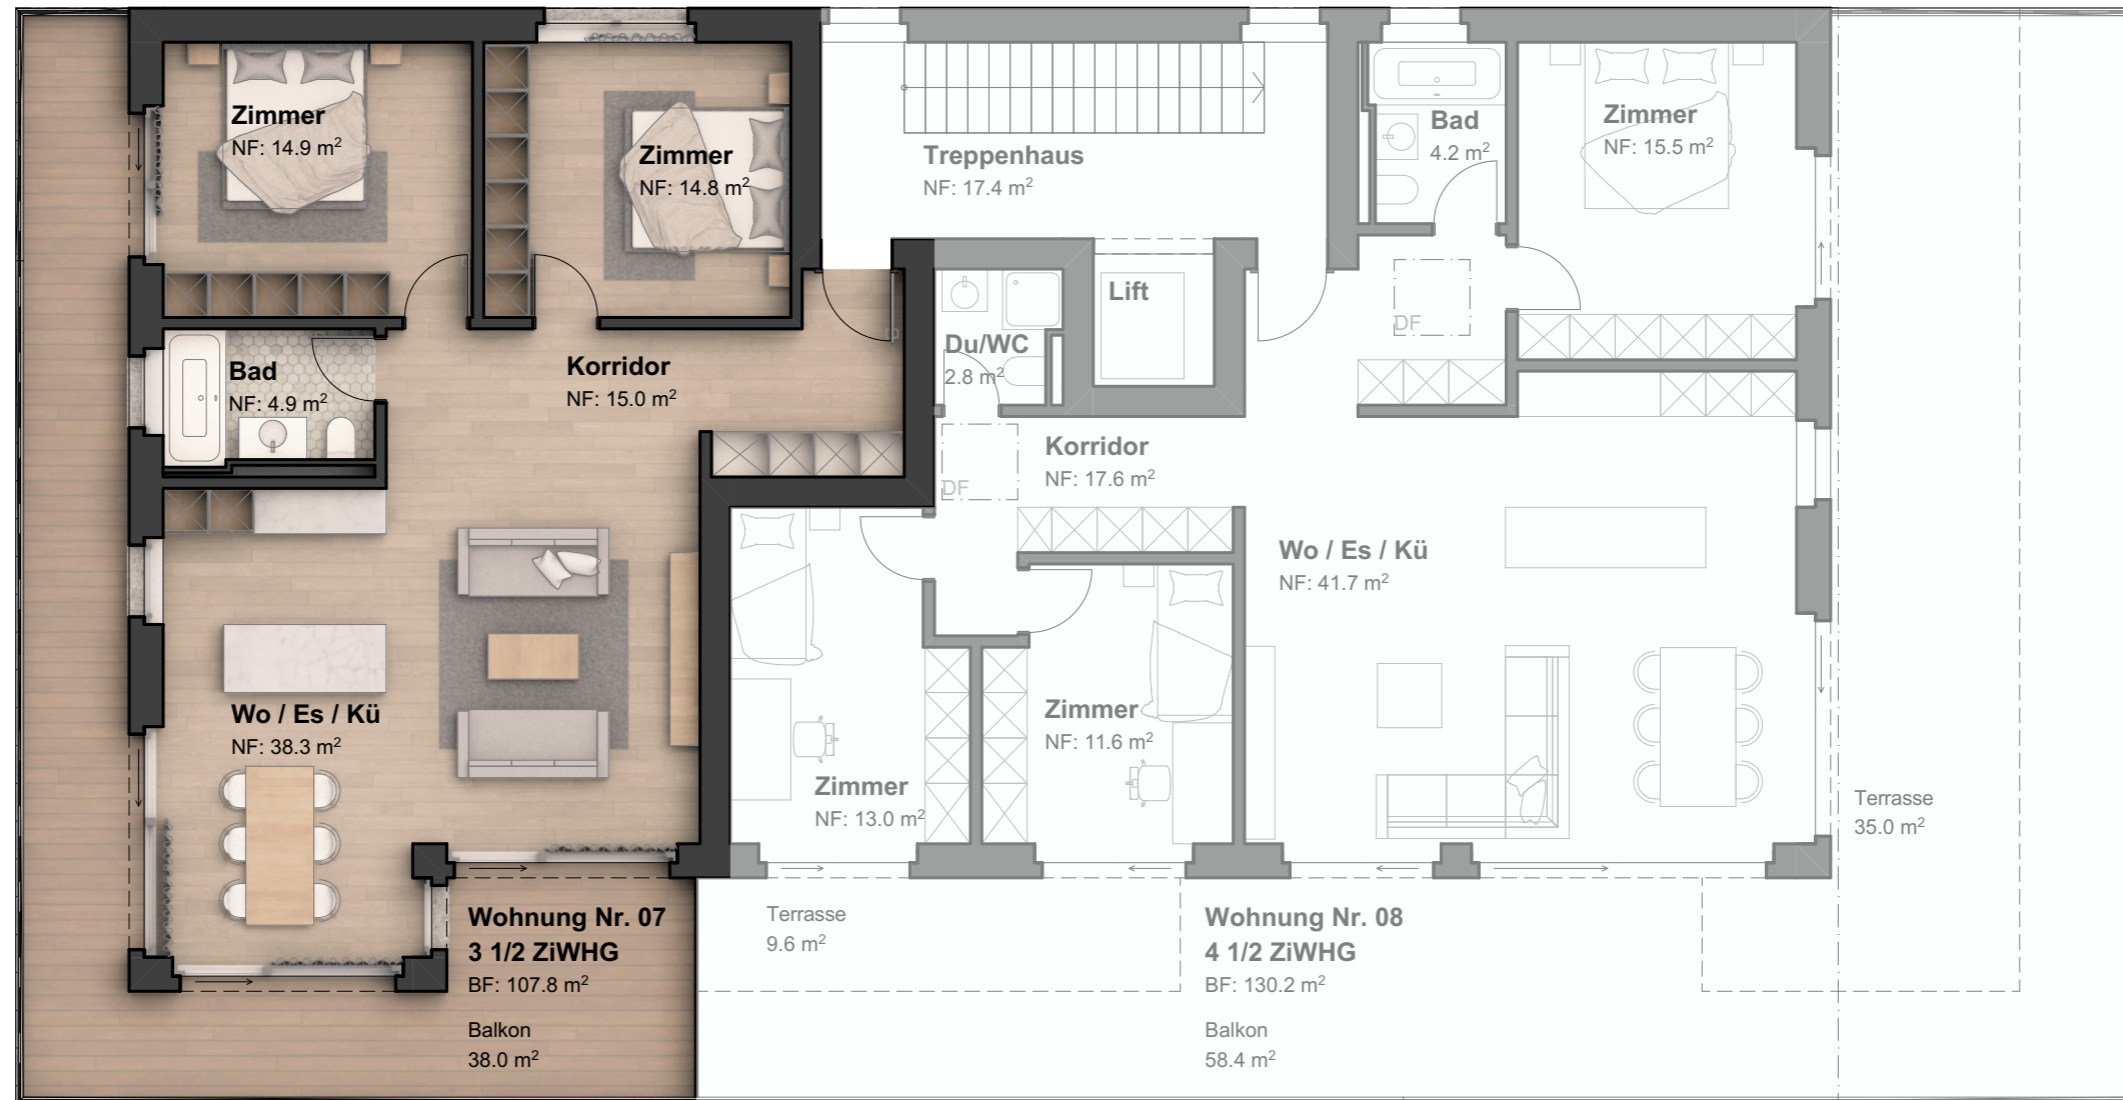 Zimmer
NF: 14.9 m²
Zimmer
NF: 14.8 m²
Treppenhaus
NF: 17.4 m²
Bad
4.2 m²
Zimmer
NF: 15.5 m²
Lift
DF
Du/WC
2.8 m²
Bad
NF: 4.9 m²
Korridor
NF: 15.0 m²
Korridor
NF: 17.6 m²
DF
Wo / Es / Kü
NF: 41.7 m²
Wo / Es / Kü
NF: 38.3 m²
Zimmer
NF: 11.6 m²
Zimmer
NF: 13.0 m²
Terrasse
35.0 m²
Wohnung Nr. 07
3 1/2 ZiWHG
BF: 107.8 m²
Balkon
38.0 m²
Terrasse
9.6 m²
Wohnung Nr. 08
4 1/2 ZiWHG
BF: 130.2 m²
Balkon
58.4 m²